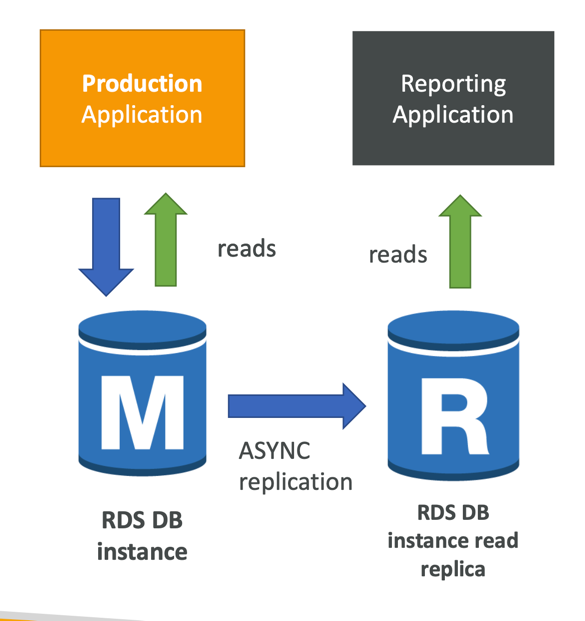 Production
Application
Reporting
Application
reads
reads
M
R
ASYNC
replication
RDS DB
instance
RDS DB
instance read
replica